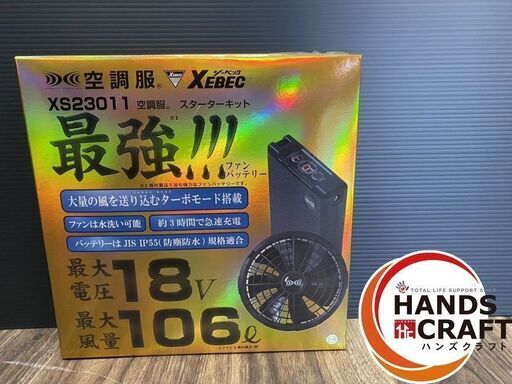 空調服® XEBEC ジーベック XEBEC
XS23011 空調服® スターターキット
最強!!! ※1
ファン
バッテリー
大量の風を送り込むターボモード搭載
ファンは水洗い可能
約3時間で急速充電
バッテリーはJIS IP55(防塵防水)規格適合
最大電圧 18V
最大風量 106ℓ
TOTAL LIFE SUPPORT STORE
HANDS
CRAFT
ハンズクラフト